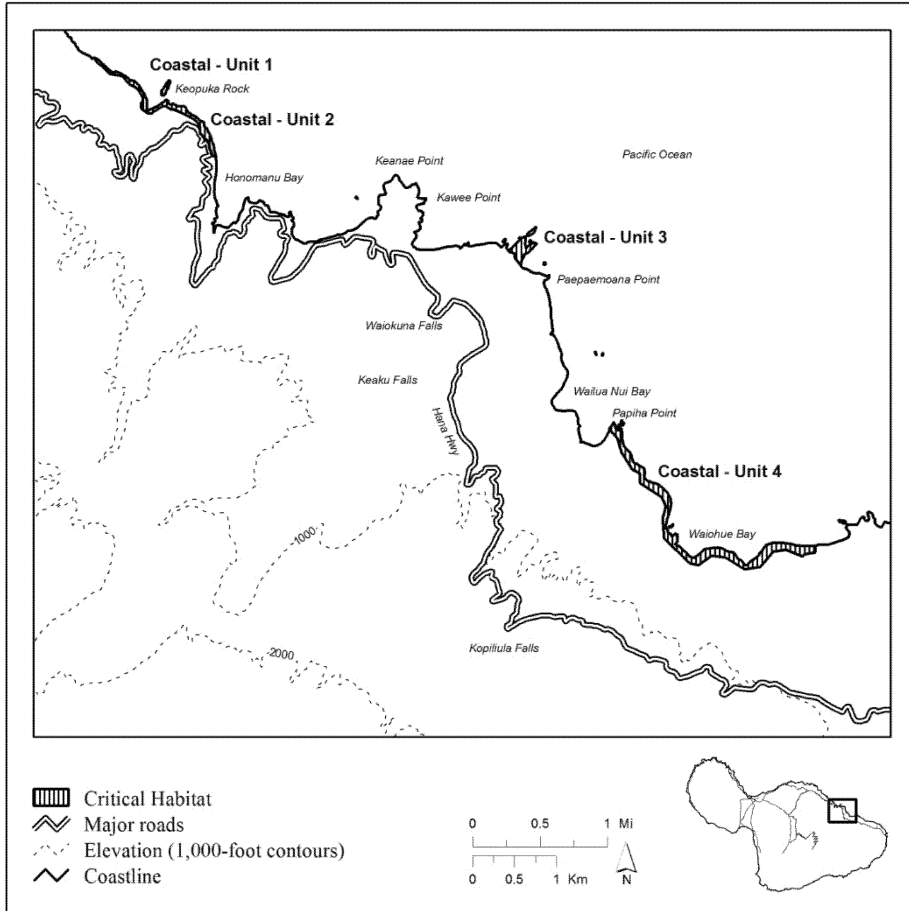 Coastal - Unit 1
Keopuka Rock
Coastal - Unit 2
Keanae Point
Pacific Ocean
Honomanu Bay
Kawee Point
Coastal - Unit 3
Paepaemoana Point
Waiokuna Falls
Keaku Falls
Wailua Nui Bay
Papiha Point
Hana Hwy
Coastal - Unit 4
1000
Waiohue Bay
2000
Kopiliula Falls
Critical Habitat
Major roads
Elevation (1,000-foot contours)
Coastline
0 0.5 1 Mi
0 0.5 1 Km
N